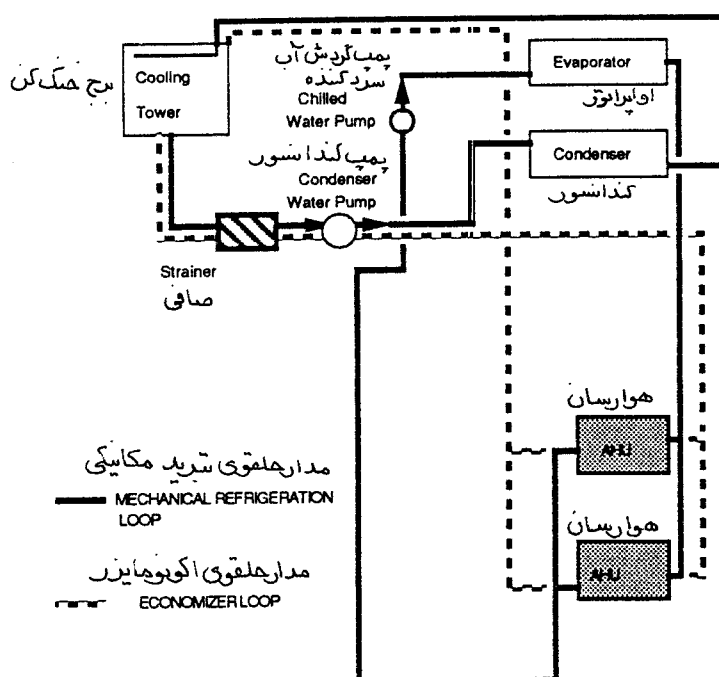 برج خنک کن
Cooling
Tower
پمپ گردش آب
سرد کننده
Chilled
Water Pump
پمپ کندانسور
Condenser
Water Pump
Evaporator
اواپراتور
Condenser
کندانسور
Strainer
صافی
هوارسان
AHU
هوارسان
AHU
مدار حلقوی تبرید مکانیکی
MECHANICAL REFRIGERATION
LOOP
مدار حلقوی اکونومایزر
ECONOMIZER LOOP